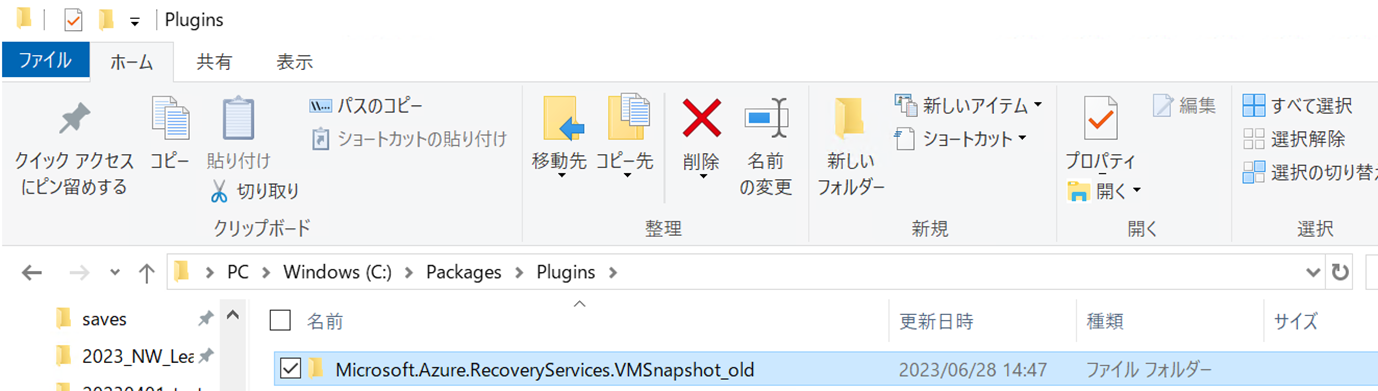 Plugins
ファイル ホーム 共有 表示
クイック アクセス
にピン留めする
コピー
貼り付け
パスのコピー
ショートカットの貼り付け
切り取り
クリップボード
移動先
コピー先
削除
名前
の変更
整理
新しい
フォルダー
新しいアイテム
ショートカット
新規
プロパティ
開く
編集
開く
すべて選択
選択解除
選択の切り替え
選択
PC Windows (C:) Packages Plugins
saves
2023_NW_Lea
名前 更新日時 種類 サイズ
Microsoft.Azure.RecoveryServices.VMSnapshot_old 2023/06/28 14:47 ファイル フォルダー